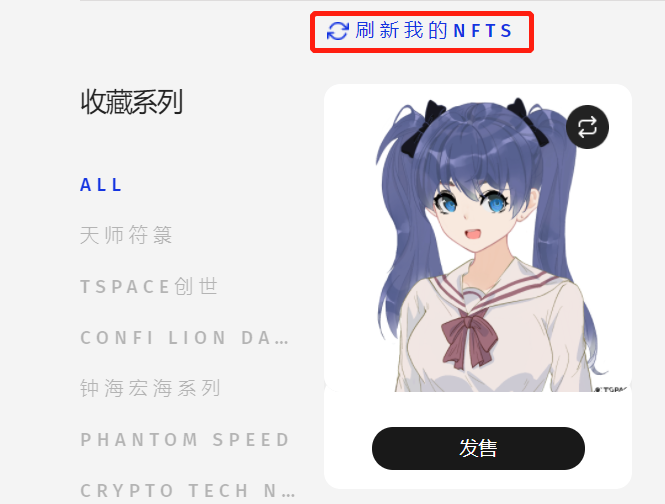 刷新我的NFTS
收藏系列
ALL
天师符箓
TSPACE创世
CONFI LION DA...
钟海宏海系列
PHANTOM SPEED
CRYPTO TECH N...
TSPAC
发售